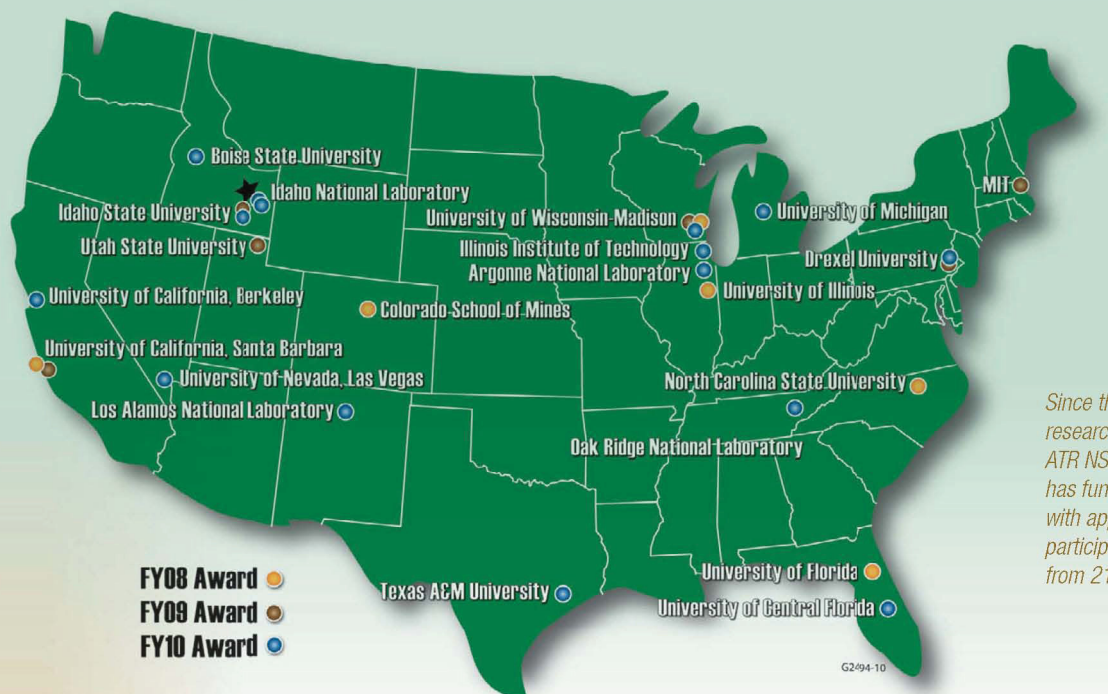 Boise State University
Idaho National Laboratory
Idaho State University
Utah State University
University of California, Berkeley
Colorado School of Mines
University of California, Santa Barbara
University of Nevada, Las Vegas
Los Alamos National Laboratory
University of Wisconsin-Madison
Illinois Institute of Technology
Argonne National Laboratory
University of Illinois
University of Michigan
MIT
Drexel University
North Carolina State University
Oak Ridge National Laboratory
University of Florida
University of Central Florida
Texas A&M University
FY08 Award
FY09 Award
FY10 Award
G2494-10
Since th
researc
ATR NS
has fun
with ap
particip
from 21